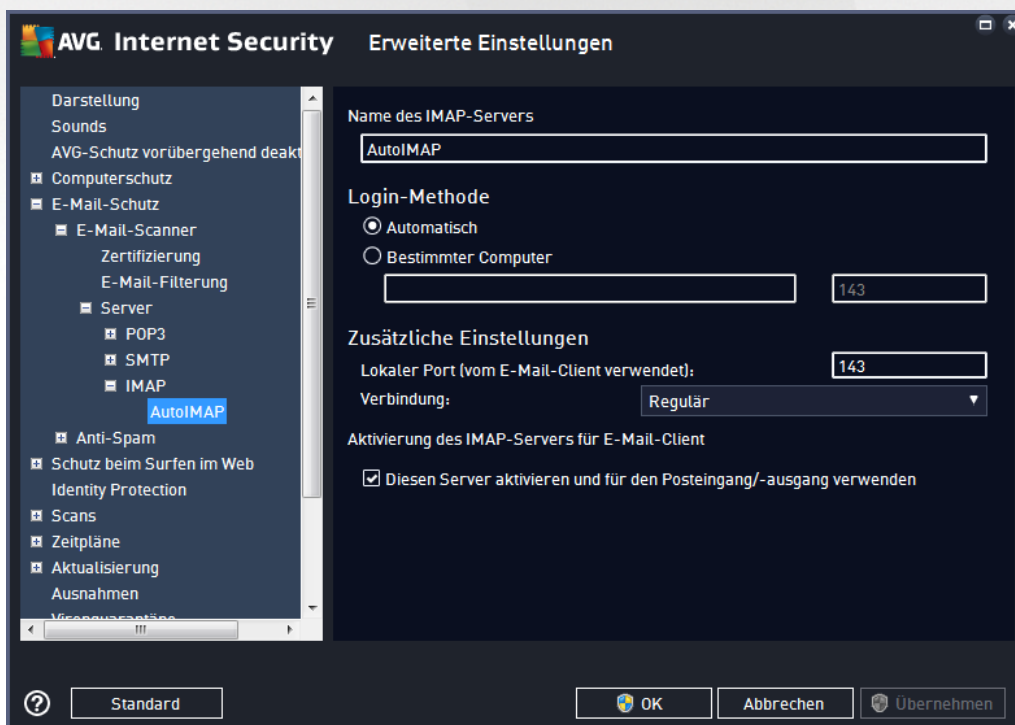 AVG. Internet Security Erweiterte Einstellungen
Darstellung
Sounds
AVG-Schutz vorübergehend deakt
Computerschutz
E-Mail-Schutz
E-Mail-Scanner
Zertifizierung
E-Mail-Filterung
Server
POP3
SMTP
IMAP
AutoIMAP
Anti-Spam
Schutz beim Surfen im Web
Identity Protection
Scans
Zeitpläne
Aktualisierung
Ausnahmen
Virenquarantäne
Name des IMAP-Servers
AutoIMAP
Login-Methode
Automatisch
Bestimmter Computer
143
Zusätzliche Einstellungen
Lokaler Port (vom E-Mail-Client verwendet): 143
Verbindung: Regulär
Aktivierung des IMAP-Servers für E-Mail-Client
Diesen Server aktivieren und für den Posteingang/-ausgang verwenden
Standard OK Abbrechen Übernehmen